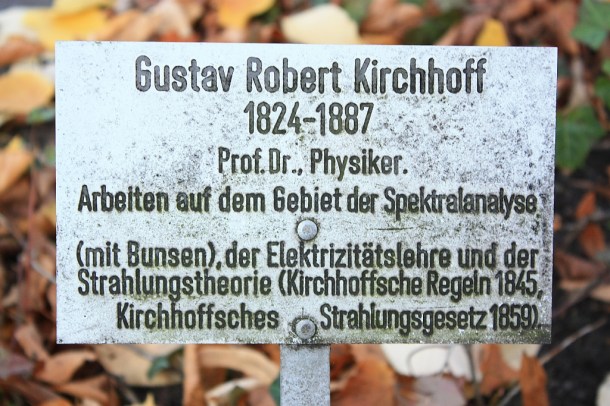 Gustav Robert Kirchhoff
1824-1887
Prof. Dr., Physiker.
Arbeiten auf dem Gebiet der Spektralanalyse,
(mit Bunsen), der Elektrizitätslehre und der
Strahlungstheorie (Kirchhoffsche Regeln 1845,
Kirchhoffsches Strahlungsgesetz 1859)